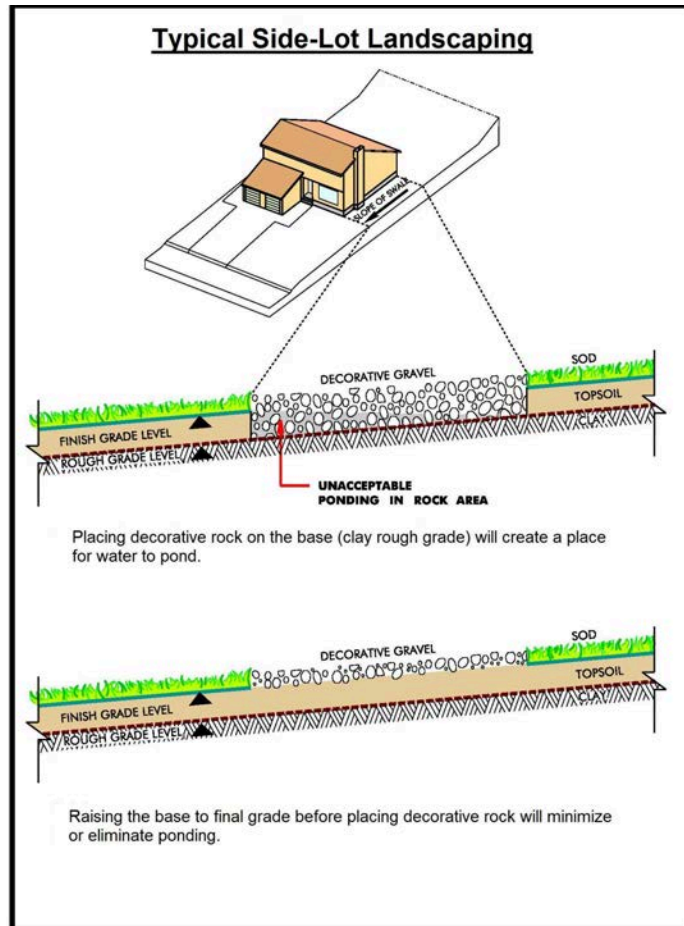 Typical Side-Lot Landscaping
SLOPE OF SWALE
DECORATIVE GRAVEL
SOD
TOPSOIL
CLAY
FINISH GRADE LEVEL
ROUGH GRADE LEVEL
UNACCEPTABLE
PONDING IN ROCK AREA
Placing decorative rock on the base (clay rough grade) will create a place
for water to pond.
DECORATIVE GRAVEL
SOD
TOPSOIL
CLAY
FINISH GRADE LEVEL
ROUGH GRADE LEVEL
Raising the base to final grade before placing decorative rock will minimize
or eliminate ponding.